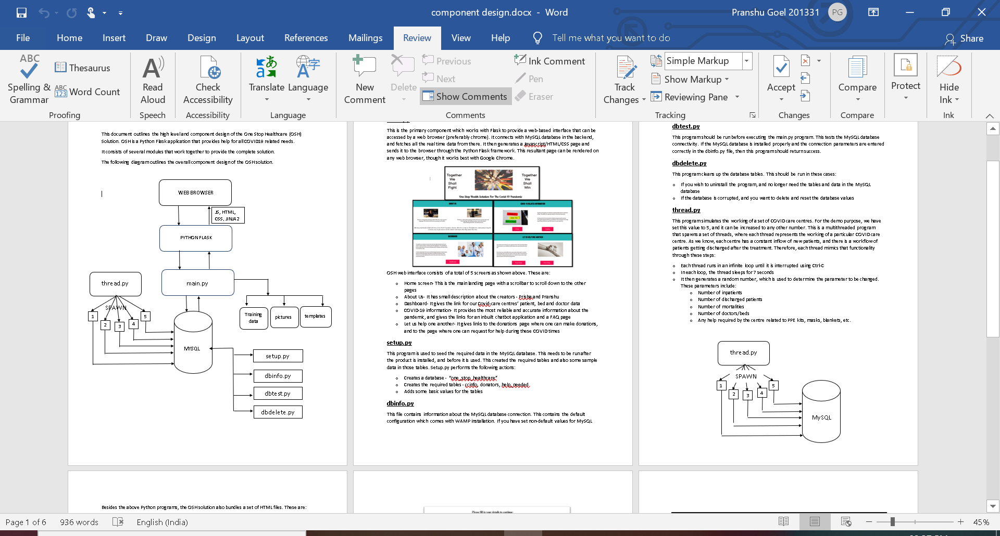 component design.docx - Word
Pranshu Goel 201331
PG
File
Home
Insert
Draw
Design
Layout
References
Mailings
Review
View
Help
Tell me what you want to do
Share
ABC
Spelling &
Grammar
Thesaurus
ABC
123
Word Count
Proofing
Read
Aloud
Speech
Check
Accessibility
Accessibility
Translate
Language
Language
New
Comment
Delete
Previous
Next
Show Comments
Ink Comment
Pen
Eraser
Comments
Track
Changes
Simple Markup
Show Markup
Reviewing Pane
Tracking
Accept
Changes
Compare
Compare
Protect
Hide
Ink
Ink
This document outlines the high level and component design of the One Stop Healthcare (OSH)
Solution. OSH is a Python Flask application that provides help for all COVID19 related needs.
It consists of several modules that work together to provide the complete solution.
The following diagram outlines the overall component design of the OSH solution.
WEB BROWSER
JS, HTML,
CSS, JINJA2
PYTHON FLASK
thread.py
main.py
SPAWN
1
2
3
4
5
Training
data
pictures
templates
MYSQL
setup.py
dbinfo.py
dbtest.py
dbdelete.py
This is the primary component which works with Flask to provide a web-based interface that can be
accessed by a web browser (preferably chrome). It connects with MySQL database in the backend,
and fetches all the real time data from there. It then generates a Javascript/HTML/CSS page and
sends it to the browser through the Python Flask framework. This resultant page can be rendered on
any web browser, though it works best with Google Chrome.
Together
We
Shall
Fight
Together
We
Shall
Win
One Stop Health Solution For The Covid-19 Pandemic
ABOUT US
COVID-19 RELATED INFORMATION
DASHBOARD
LET US HELP ONE ANOTHER
OSH web interface consists of a total of 5 screens as shown above. These are:
Home screen- This is the main landing page with a scrollbar to scroll down to the other
pages
About Us- It has small description about the creators - Prisha and Pranshu
Dashboard- It gives the link for our Covid-care centres' patient, bed and doctor data
COVID-19 information- It provides the most reliable and accurate information about the
pandemic, and gives the links for an inbuilt chatbot application and a FAQ page
Let us help one another- It gives links to the donations page where one can make donations,
and to the page where one can request for help during these COVID times
setup.py
This program is used to seed the required data in the MySQL database. This needs to be run after
the product is installed, and before it is used. This created the required tables and also some sample
data in those tables. Setup.py performs the following actions:
Creates a database - "one_stop_healthcare"
Creates the required tables - ccinfo, donators, help_needed
Adds some basic values for the tables
dbinfo.py
This file contains information about the MySQL database connection. This contains the default
configuration which comes with WAMP installation. If you have set non-default values for MySQL
dbtest.py
This program should be run before executing the main.py program. This tests the MySQL database
connectivity. If the MySQL database is installed properly and the connection parameters are entered
correctly in the dbinfo.py file, then this program should return success.
dbdelete.py
This program cleans up the database tables. This should be run in these cases:
If you wish to uninstall the program, and no longer need the tables and data in the MySQL
database
If the database is corrupted, and you want to delete and reset the database values
thread.py
This program simulates the working of a set of COVID care centres. For the demo purpose, we have
set this value to 5, and it can be increased to any other number. This is a multithreaded program
that spawns a set of threads, where each thread represents the working of a particular COVID care
centre. As we know, each centre has a constant inflow of new patients, and there is a workflow of
patients getting discharged after the treatment. Therefore, each thread mimics that functionality
through these steps:
Each thread runs in an infinite loop until it is interrupted using Ctrl-C
In each loop, the thread sleeps for 7 seconds
It then generates a random number, which is used to determine the parameter to be changed.
These parameters include:
Number of inpatients
Number of discharged patients
Number of mortalities
Number of doctors/beds
Any help required by the centre related to PPE kits, masks, blankets, etc.
thread.py
SPAWN
1
2
3
4
5
MySQL
Besides the above Python programs, the OSH solution also bundles a set of HTML files. These are:
Please fill in your details to continue:
Page 1 of 6
936 words
English (India)
45%